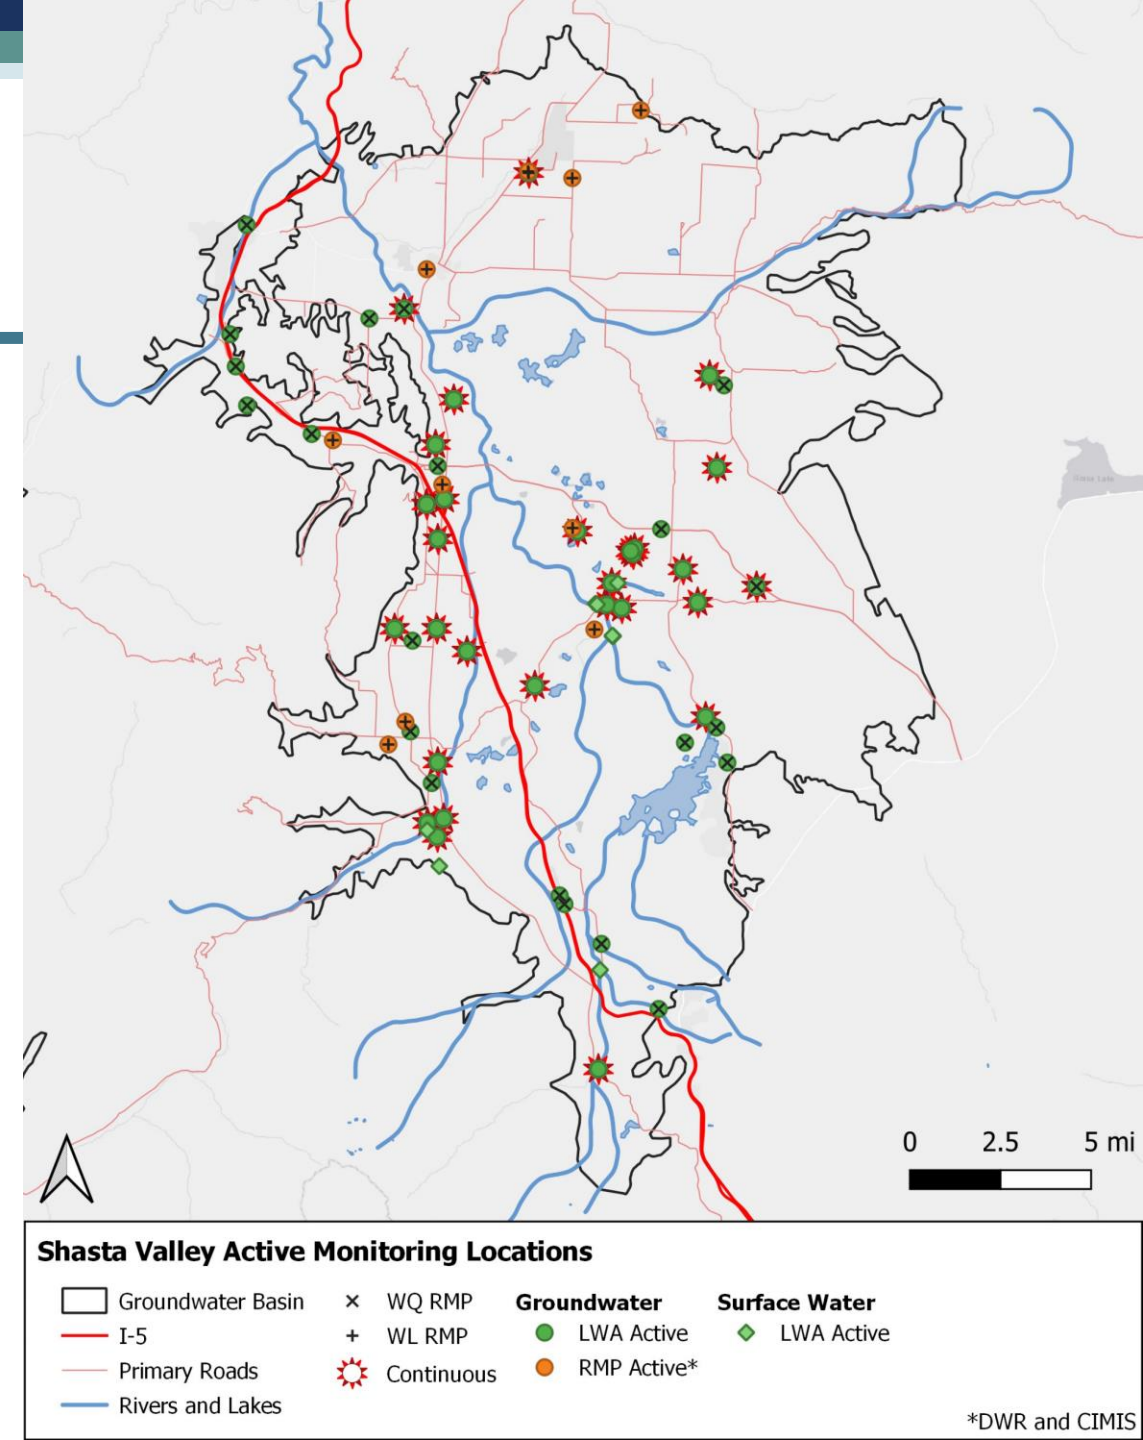 0 2.5 5 mi
Shasta Valley Active Monitoring Locations
Groundwater Basin
I-5
Primary Roads
Rivers and Lakes
WQ RMP
WL RMP
Continuous
Groundwater
LWA Active
RMP Active*
Surface Water
LWA Active
*DWR and CIMIS